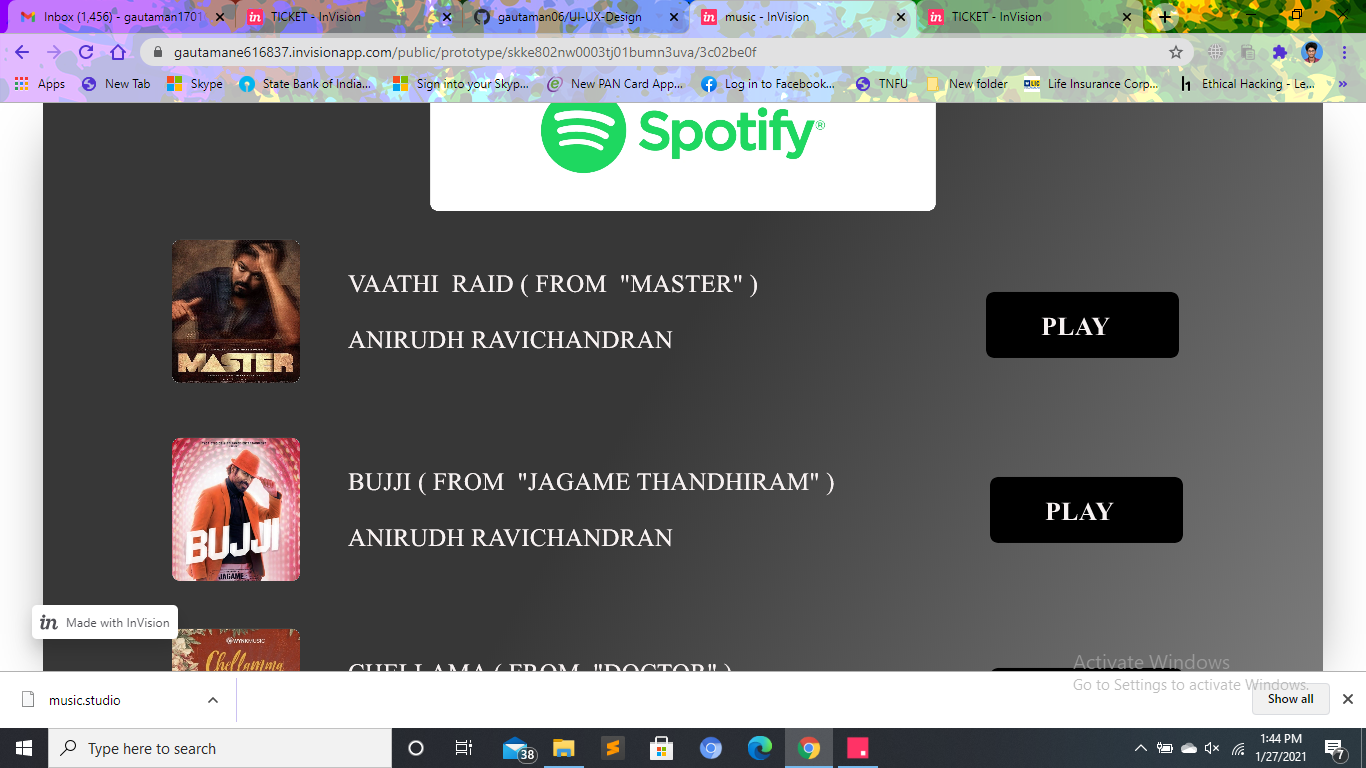 Inbox (1,456) - gautaman1701
TICKET - InVision
gautaman06/UI-UX-Design
music - InVision
TICKET - InVision
gautamane616837.invisionapp.com/public/prototype/skke802nw0003tj01bumn3uva/3c02be0f
Apps
New Tab
Skype
State Bank of India...
Sign into your Skyp...
New PAN Card App...
Log in to Facebook...
TNFU
New folder
Life Insurance Corp...
Ethical Hacking - Le...
Spotify®
MASTER
VAATHI RAID ( FROM "MASTER" )
ANIRUDH RAVICHANDRAN
PLAY
BUJJI
JAGAME
BUJJI ( FROM "JAGAME THANDHIRAM" )
ANIRUDH RAVICHANDRAN
PLAY
in Made with InVision
WYNK MUSIC
Chellamma
CHELLAMA ( FROM "DOCTOR" )
Activate Windows
Go to Settings to activate Windows.
music.studio
Show all
Type here to search
38
1:44 PM
1/27/2021
7